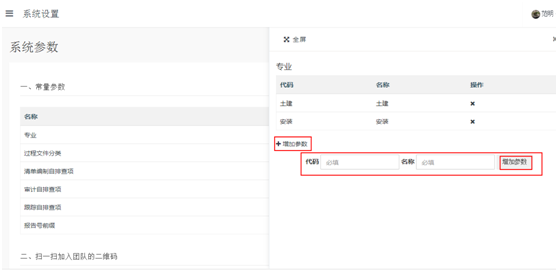 系统设置
范明
系统参数
全屏
一、常量参数
名称
专业
过程文件分类
清单编制自排查项
审计自排查项
跟踪自排查项
报告号前缀
二、扫一扫加入团队的二维码
专业
代码 名称 操作
土建 土建 ×
安装 安装 ×
+ 增加参数
代码 必填 名称 必填 增加参数